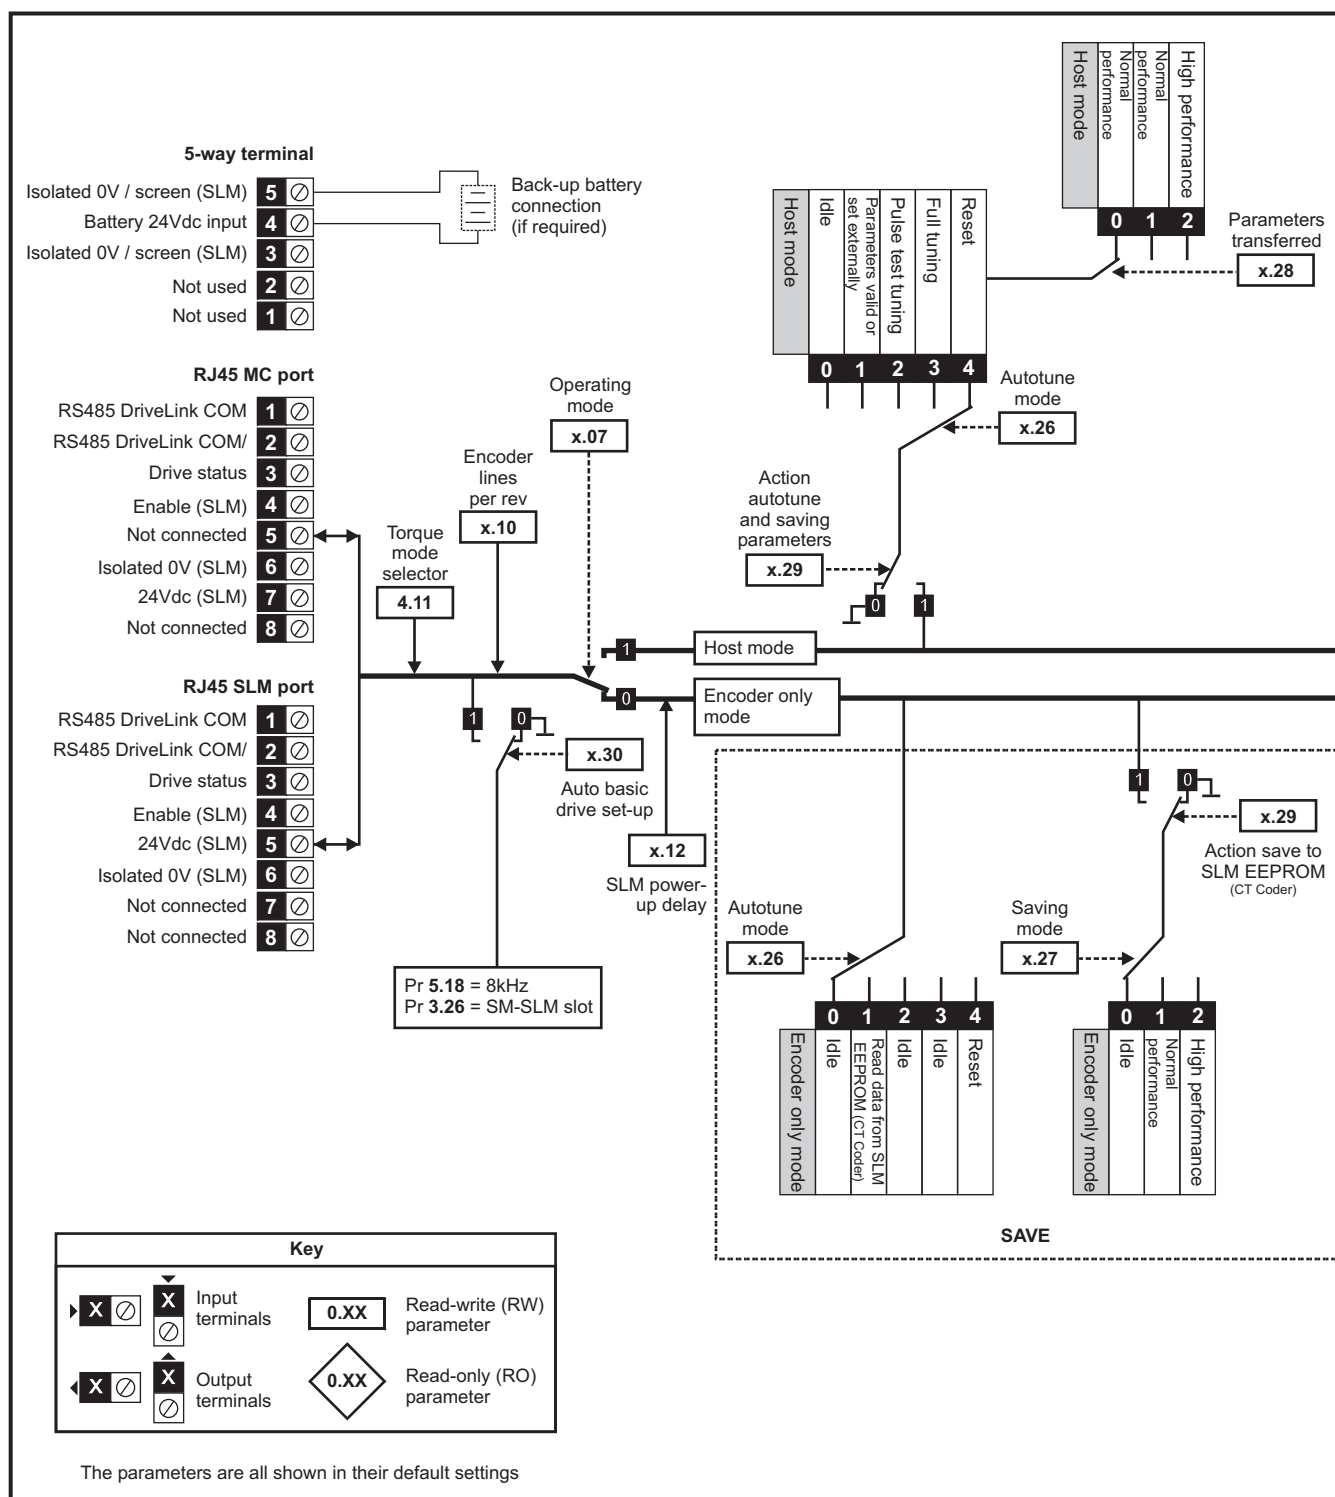 Host mode
Normal
performance
Normal
performance
High performance
0 1 2
Parameters
transferred
x.28
5-way terminal
Isolated 0V / screen (SLM) 5
Battery 24Vdc input 4
Isolated 0V / screen (SLM) 3
Not used 2
Not used 1
Back-up battery
connection
(if required)
Host mode
Idle
Parameters valid or
set externally
Pulse test tuning
Full tuning
Reset
0 1 2 3 4
Autotune
mode
x.26
RJ45 MC port
RS485 DriveLink COM 1
RS485 DriveLink COM/ 2
Drive status 3
Enable (SLM) 4
Not connected 5
Isolated 0V (SLM) 6
24Vdc (SLM) 7
Not connected 8
Operating
mode
x.07
Encoder
lines
per rev
x.10
Torque
mode
selector
4.11
Action
autotune
and saving
parameters
x.29
0 1
1 Host mode
0 Encoder only
mode
RJ45 SLM port
RS485 DriveLink COM 1
RS485 DriveLink COM/ 2
Drive status 3
Enable (SLM) 4
24Vdc (SLM) 5
Isolated 0V (SLM) 6
Not connected 7
Not connected 8
1 0
x.30
Auto basic
drive set-up
x.12
SLM power-
up delay
Pr 5.18 = 8kHz
Pr 3.26 = SM-SLM slot
1 0
x.29
Action save to
SLM EEPROM
(CT Coder)
Autotune
mode
x.26
Saving
mode
x.27
0 1 2 3 4
Encoder only mode
Idle
Read data from SLM
EEPROM (CT Coder)
Idle
Idle
Reset
0 1 2
Encoder only mode
Idle
Normal
performance
High performance
SAVE
Key
X
X
Input
terminals
0.XX
Read-write (RW)
parameter
X
X
Output
terminals
0.XX
Read-only (RO)
parameter
The parameters are all shown in their default settings